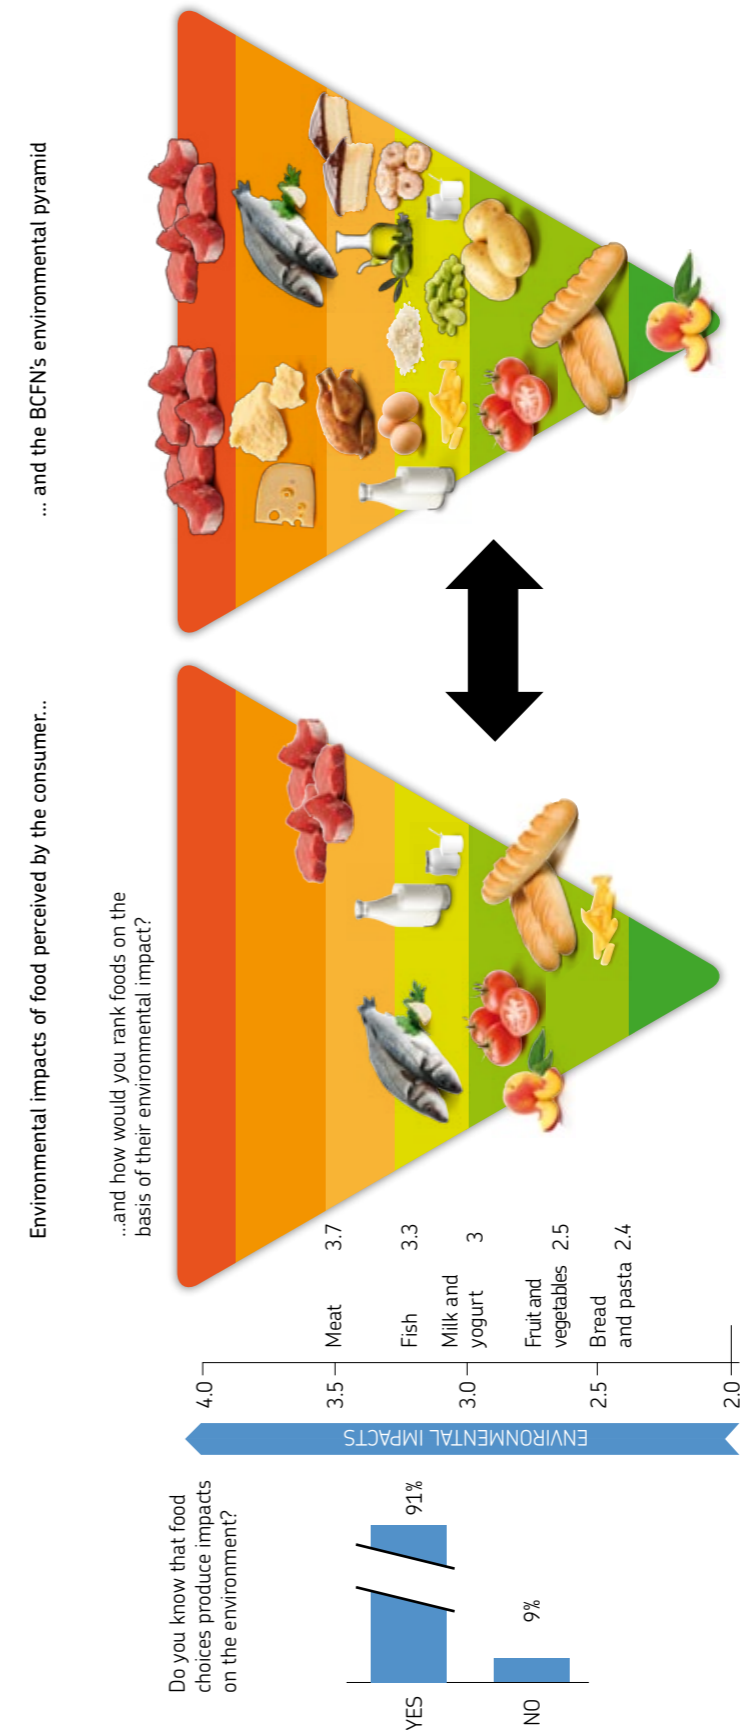 Environmental impacts of food perceived by the consumer...
... and the BCFN's environmental pyramid
Do you know that food
choices produce impacts
on the environment?
YES
91%
NO
9%
ENVIRONMENTAL IMPACTS
4.0
3.5
3.0
2.5
2.0
...and how would you rank foods on the
basis of their environmental impact?
Meat 3.7
Fish 3.3
Milk and
yogurt 3
Fruit and
vegetables 2.5
Bread
and pasta 2.4